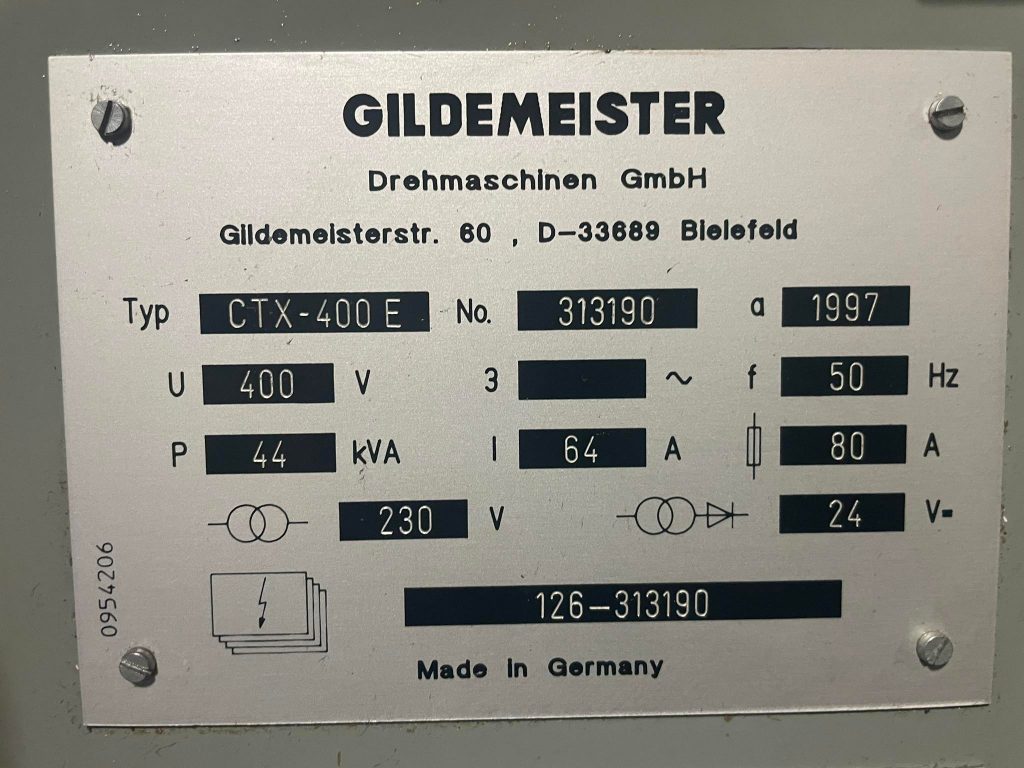 GILDEMEISTER
Drehmaschinen GmbH
Gildemeisterstr. 60 , D-33689 Bielefeld
Typ CTX-400 E No. 313190 a 1997
U 400 V 3 ~ f 50 Hz
P 44 kVA I 64 A 80 A
230 V 24 V=
126-313190
Made in Germany
0954206